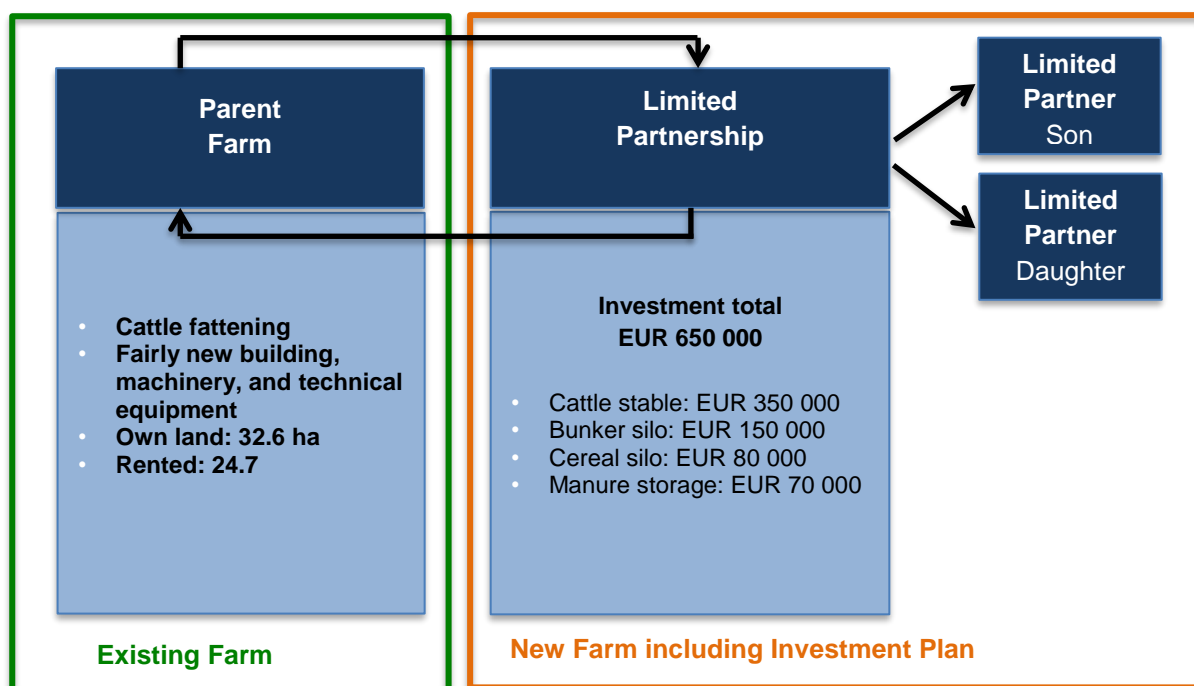 Parent
Farm
• Cattle fattening
• Fairly new building,
machinery, and technical
equipment
• Own land: 32.6 ha
• Rented: 24.7
Existing Farm
Limited
Partnership
Investment total
EUR 650 000
• Cattle stable: EUR 350 000
• Bunker silo: EUR 150 000
• Cereal silo: EUR 80 000
• Manure storage: EUR 70 000
Limited
Partner
Son
Limited
Partner
Daughter
New Farm including Investment Plan